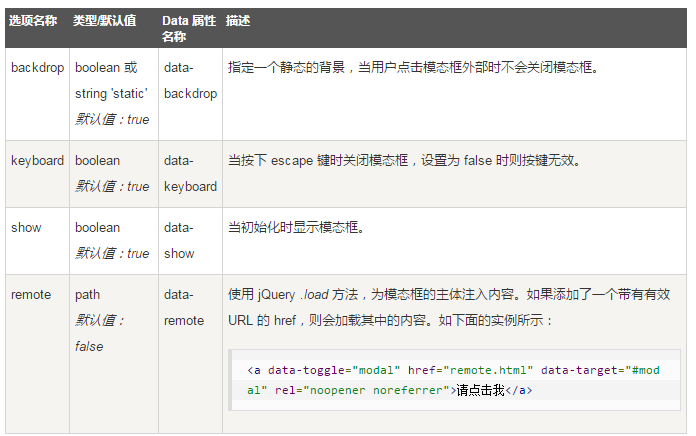 选项名称 类型/默认值 Data 属性名称 描述
backdrop boolean 或 string 'static' 默认值：true data-backdrop 指定一个静态的背景，当用户点击模态框外部时不会关闭模态框。
keyboard boolean 默认值：true data-keyboard 当按下 escape 键时关闭模态框，设置为 false 时则按键无效。
show boolean 默认值：true data-show 当初始化时显示模态框。
remote path 默认值：false data-remote 使用 jQuery .load 方法，为模态框的主体注入内容。如果添加了一个带有有效
URL 的 href，则会加载其中的内容。如下面的实例所示：
<a data-toggle="modal" href="remote.html" data-target="#mod
al" rel="noopener noreferrer">请点击我</a>